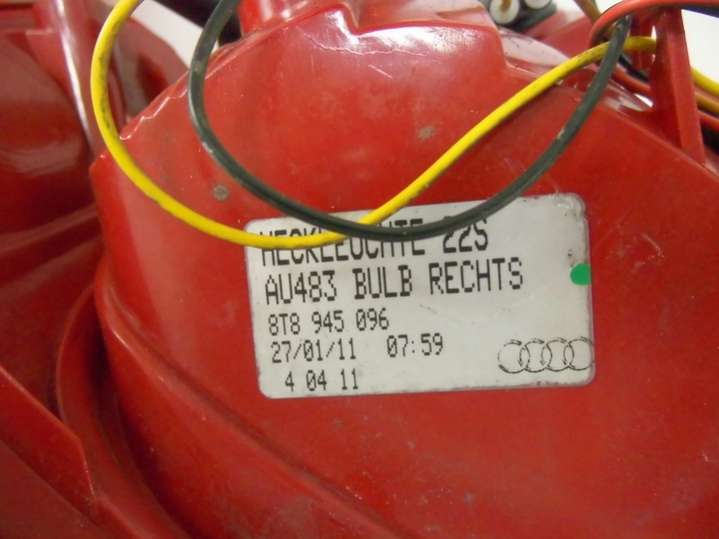 HECKLEUCHTE 22S
AU483 BULB RECHTS
8T8 945 096
27/01/11 07:59
4 04 11